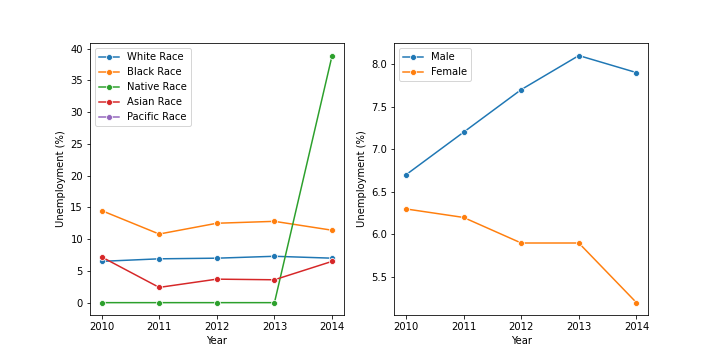 40
35
30
25
20
15
10
5
0
Unemployment (%)
White Race
Black Race
Native Race
Asian Race
Pacific Race
2010 2011 2012 2013 2014
Year
8.0
7.5
7.0
6.5
6.0
5.5
Unemployment (%)
Male
Female
2010 2011 2012 2013 2014
Year